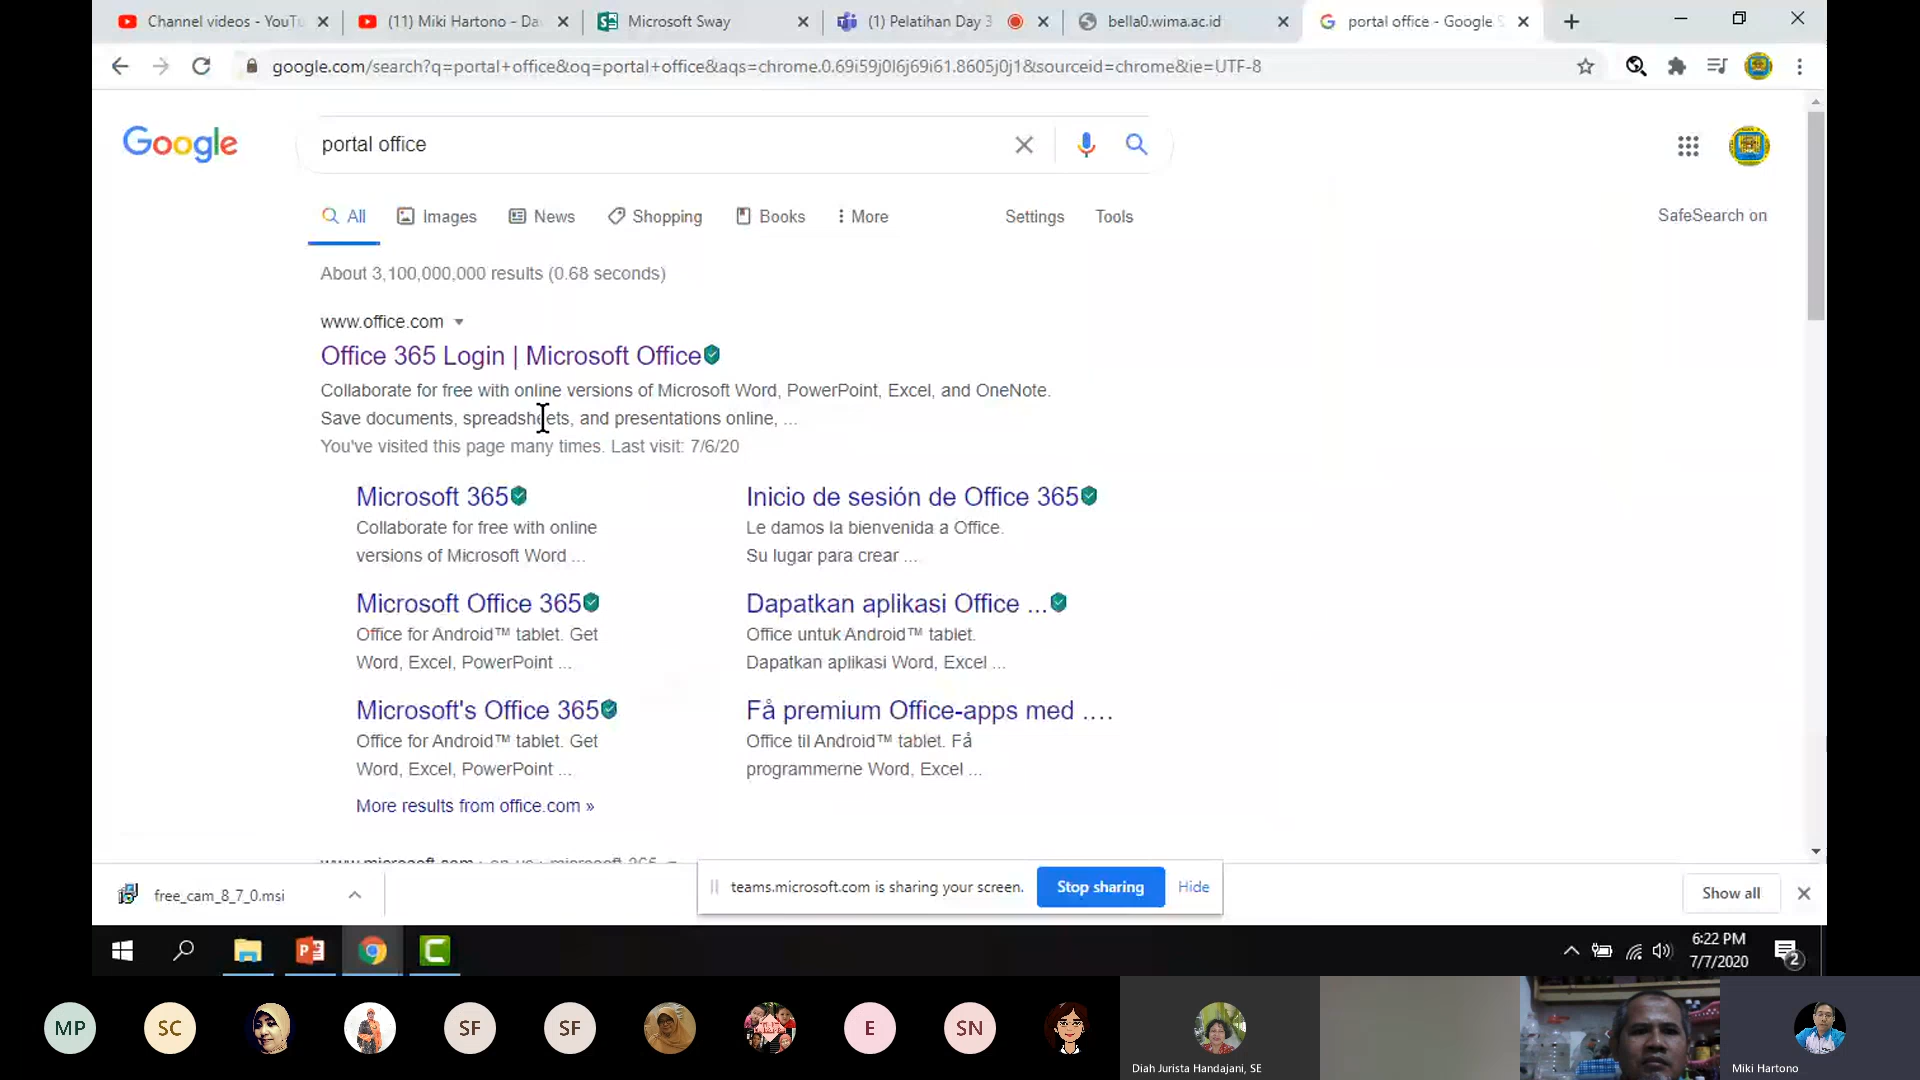 Channel videos - YouTu
(11) Miki Hartono - Da
Microsoft Sway
(1) Pelatihan Day 3
bella0.wima.ac.id
portal office - Google S
google.com/search?q=portal+office&oq=portal+office&aqs=chrome.0.69i59j0l6j69i61.8605j0j1&sourceid=chrome&ie=UTF-8
Google
portal office
All
Images
News
Shopping
Books
More
Settings
Tools
SafeSearch on
About 3,100,000,000 results (0.68 seconds)
www.office.com
Office 365 Login | Microsoft Office
Collaborate for free with online versions of Microsoft Word, PowerPoint, Excel, and OneNote.
Save documents, spreadsheets, and presentations online, ...
You've visited this page many times. Last visit: 7/6/20
Microsoft 365
Collaborate for free with online
versions of Microsoft Word ...
Inicio de sesión de Office 365
Le damos la bienvenida a Office.
Su lugar para crear ...
Microsoft Office 365
Office for Android™ tablet. Get
Word, Excel, PowerPoint ...
Dapatkan aplikasi Office ...
Office untuk Android™ tablet.
Dapatkan aplikasi Word, Excel ...
Microsoft's Office 365
Office for Android™ tablet. Get
Word, Excel, PowerPoint ...
Få premium Office-apps med ....
Office til Android™ tablet. Få
programmerne Word, Excel ...
More results from office.com »
www.microsoft.com › en-us › microsoft-365
free_cam_8_7_0.msi
teams.microsoft.com is sharing your screen.
Stop sharing
Hide
Show all
6:22 PM
7/7/2020
2
MP
SC
SF
SF
E
SN
Diah Jurista Handajani, SE
Miki Hartono